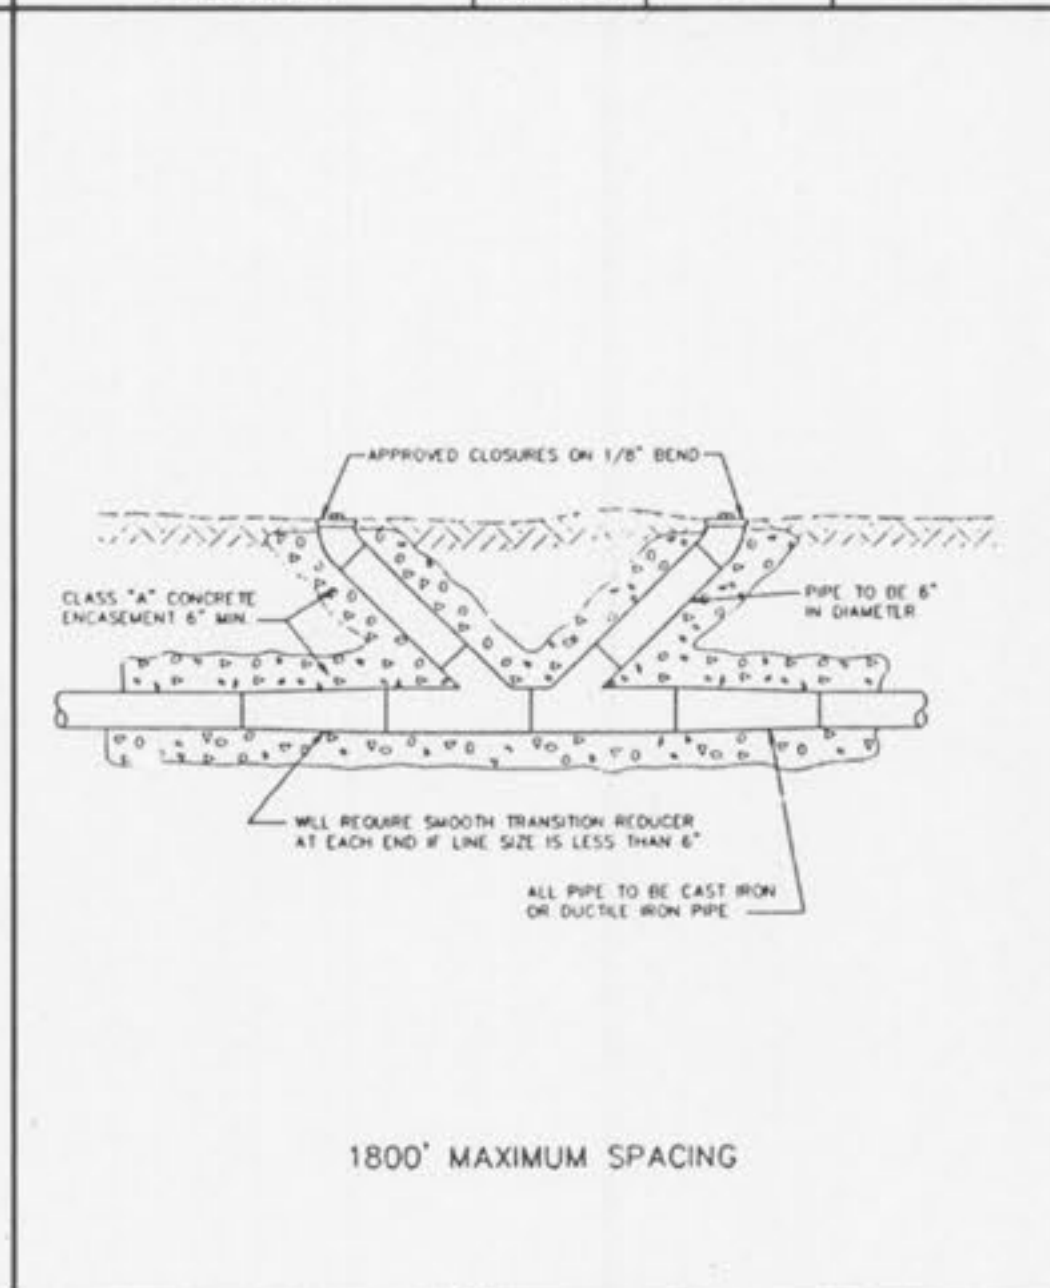 APPROVED CLOSURES ON 1/8" BEND
CLASS "A" CONCRETE
ENCASEMENT 6" MIN.
PIPE TO BE 6"
IN DIAMETER
WILL REQUIRE SMOOTH TRANSITION REDUCER
AT EACH END IF LINE SIZE IS LESS THAN 6"
ALL PIPE TO BE CAST IRON
OR DUCTILE IRON PIPE
1800' MAXIMUM SPACING